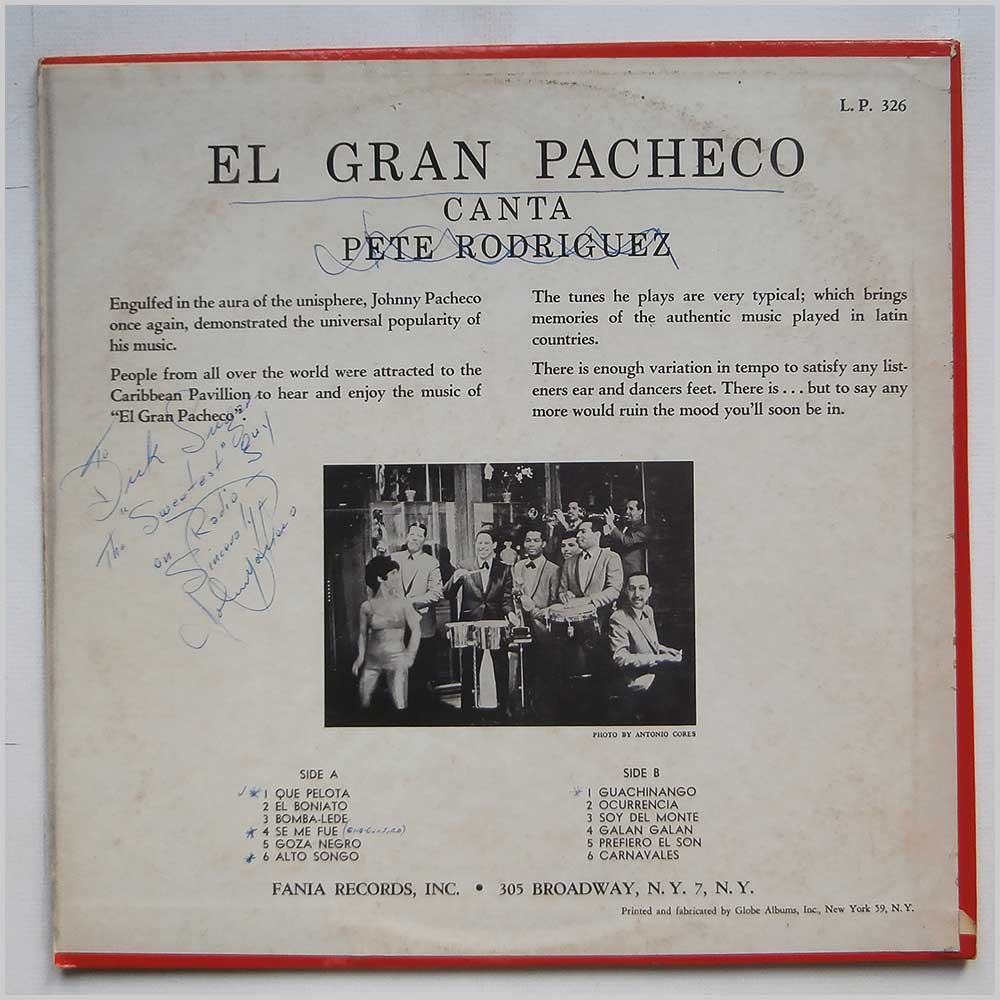 L. P. 326
EL GRAN PACHECO
CANTA
PETE RODRIGUEZ
Engulfed in the aura of the unisphere, Johnny Pacheco
once again, demonstrated the universal popularity of
his music.
People from all over the world were attracted to the
Caribbean Pavillion to hear and enjoy the music of
“El Gran Pacheco”.
The tunes he plays are very typical; which brings
memories of the authentic music played in latin
countries.
There is enough variation in tempo to satisfy any list-
eners ear and dancers feet. There is . . . but to say any
more would ruin the mood you'll soon be in.
To
Dick
The "Sweetest" Guy
on Radio
Sincerely
PHOTO BY ANTONIO CORES
SIDE A
1 QUE PELOTA
2 EL BONIATO
3 BOMBA-LEDE
4 SE ME FUE
5 GOZA NEGRO
6 ALTO SONGO
SIDE B
1 GUACHINANGO
2 OCURRENCIA
3 SOY DEL MONTE
4 GALAN GALAN
5 PREFIERO EL SON
6 CARNAVALES
FANIA RECORDS, INC. • 305 BROADWAY, N. Y. 7, N. Y.
Printed and fabricated by Globe Albums, Inc., New York 59, N. Y.